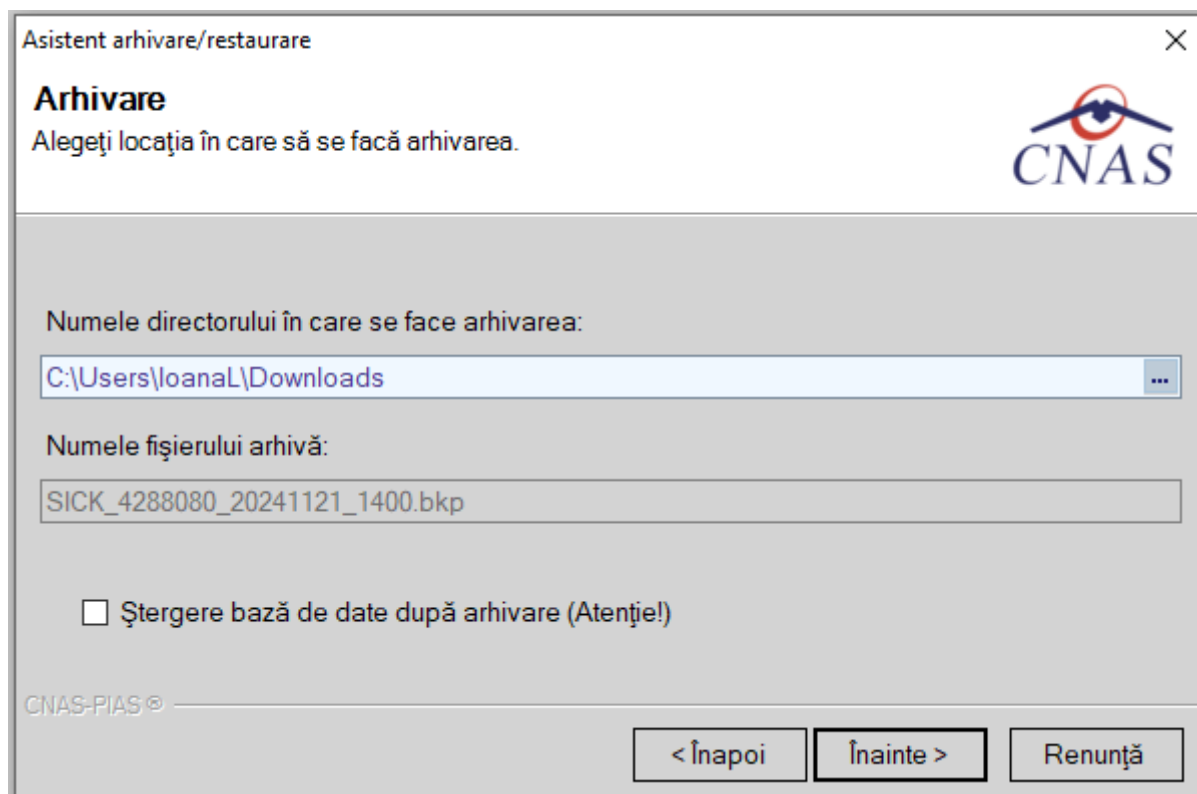 Asistent arhivare/restaurare
Arhivare
Alegeţi locaţia în care să se facă arhivarea.
CNAS
Numele directorului în care se face arhivarea:
C:\Users\IoanaL\Downloads
...
Numele fişierului arhivă:
SICK_4288080_20241121_1400.bkp
Ştergere bază de date după arhivare (Atenţie!)
CNAS-PIAS ®
< Înapoi
Înainte >
Renunţă